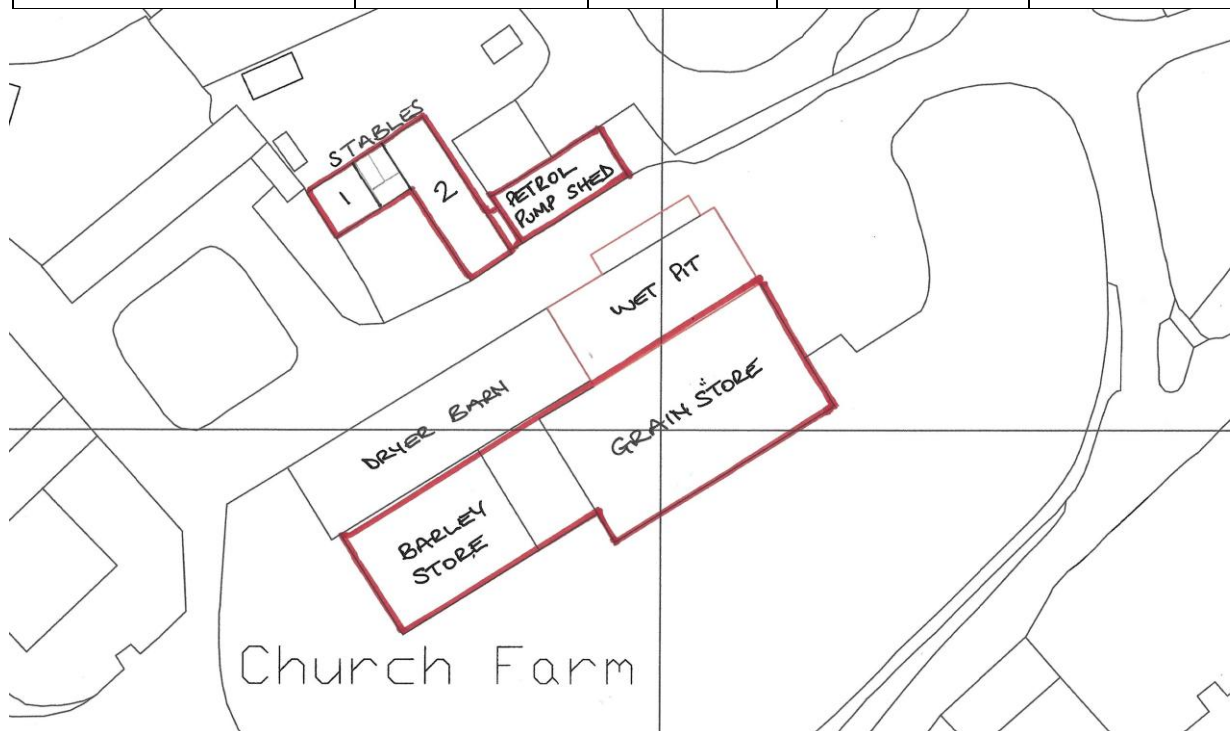 STABLES
1
2
PETROL
PUMP SHED
WET PIT
GRAIN STORE
DRYER BARN
BARLEY
STORE
Church Farm